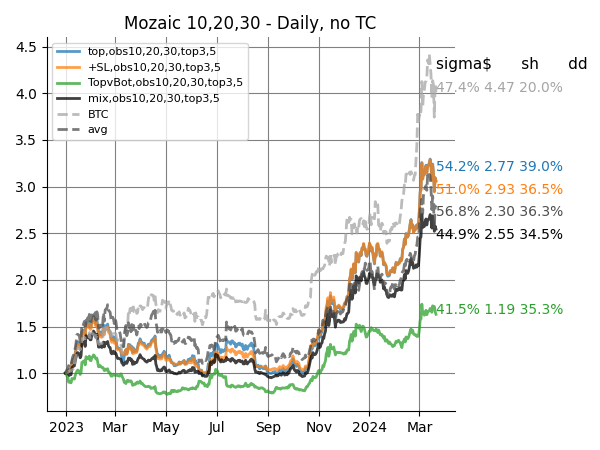 Mozaic 10,20,30 - Daily, no TC
top,obs10,20,30,top3,5
+SL,obs10,20,30,top3,5
TopvBot,obs10,20,30,top3,5
mix,obs10,20,30,top3,5
BTC
avg
sigma$ sh dd
47.4% 4.47 20.0%
54.2% 2.77 39.0%
51.0% 2.93 36.5%
56.8% 2.30 36.3%
44.9% 2.55 34.5%
41.5% 1.19 35.3%
4.5
4.0
3.5
3.0
2.5
2.0
1.5
1.0
2023 Mar May Jul Sep Nov 2024 Mar